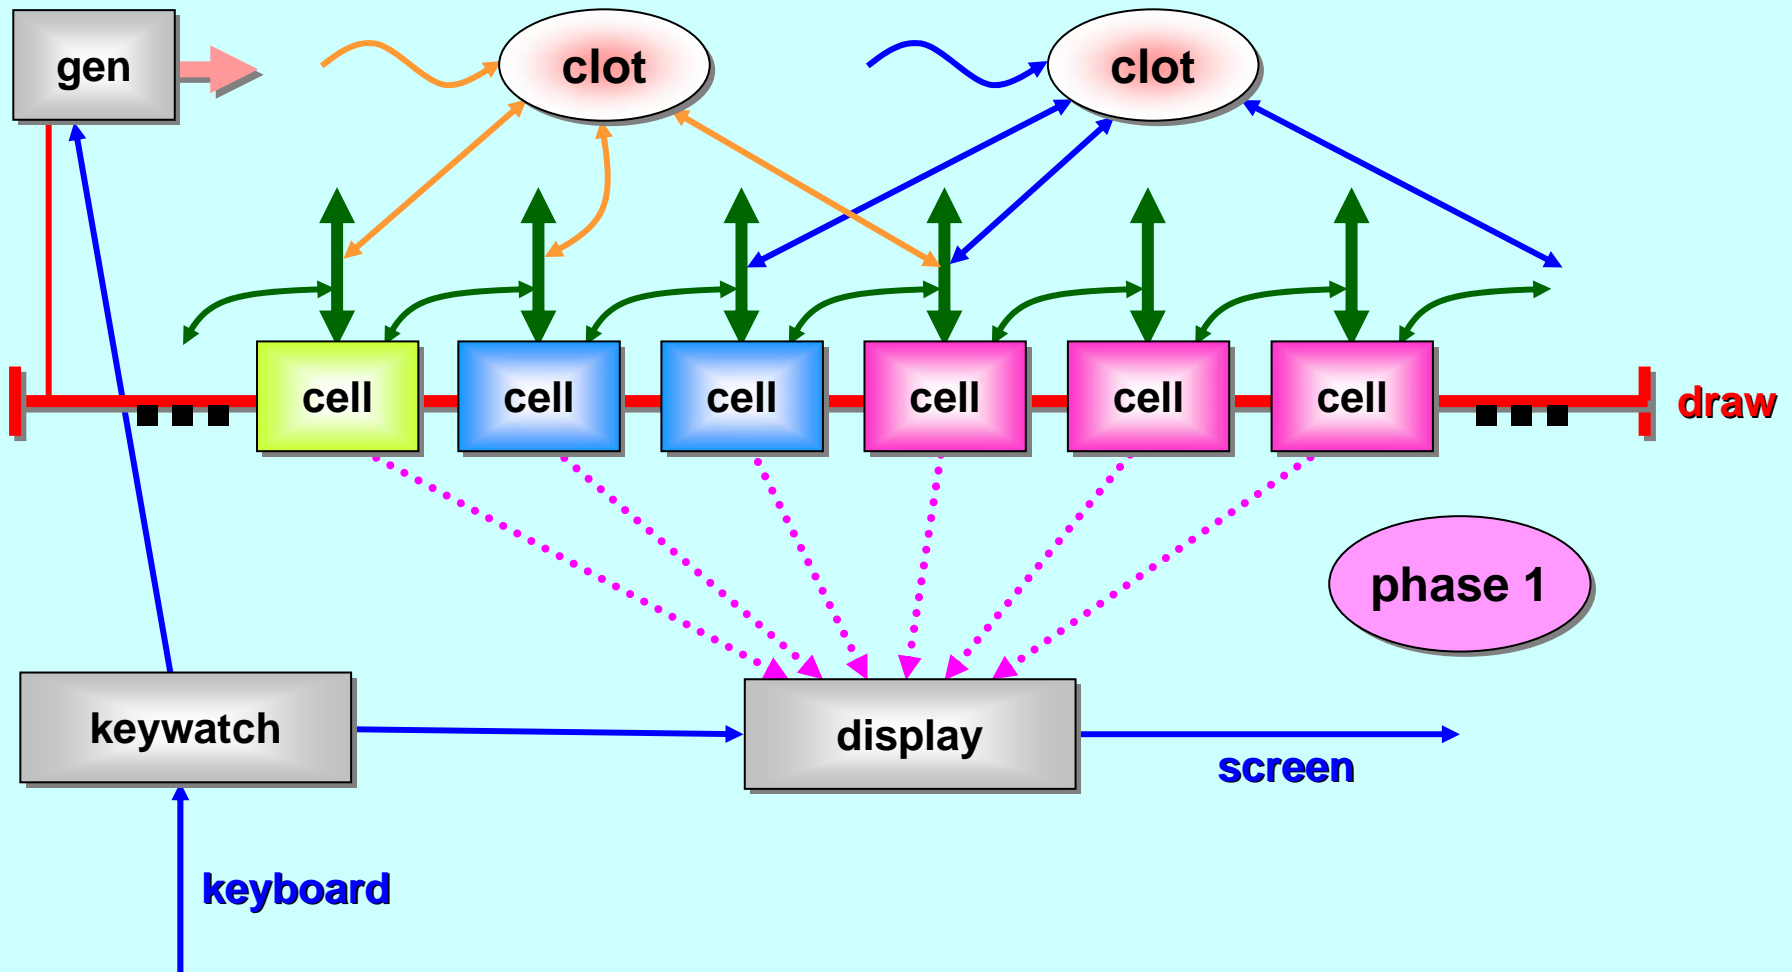 gen
clot
clot
cell
cell
cell
cell
cell
cell
draw
phase 1
keywatch
display
screen
keyboard